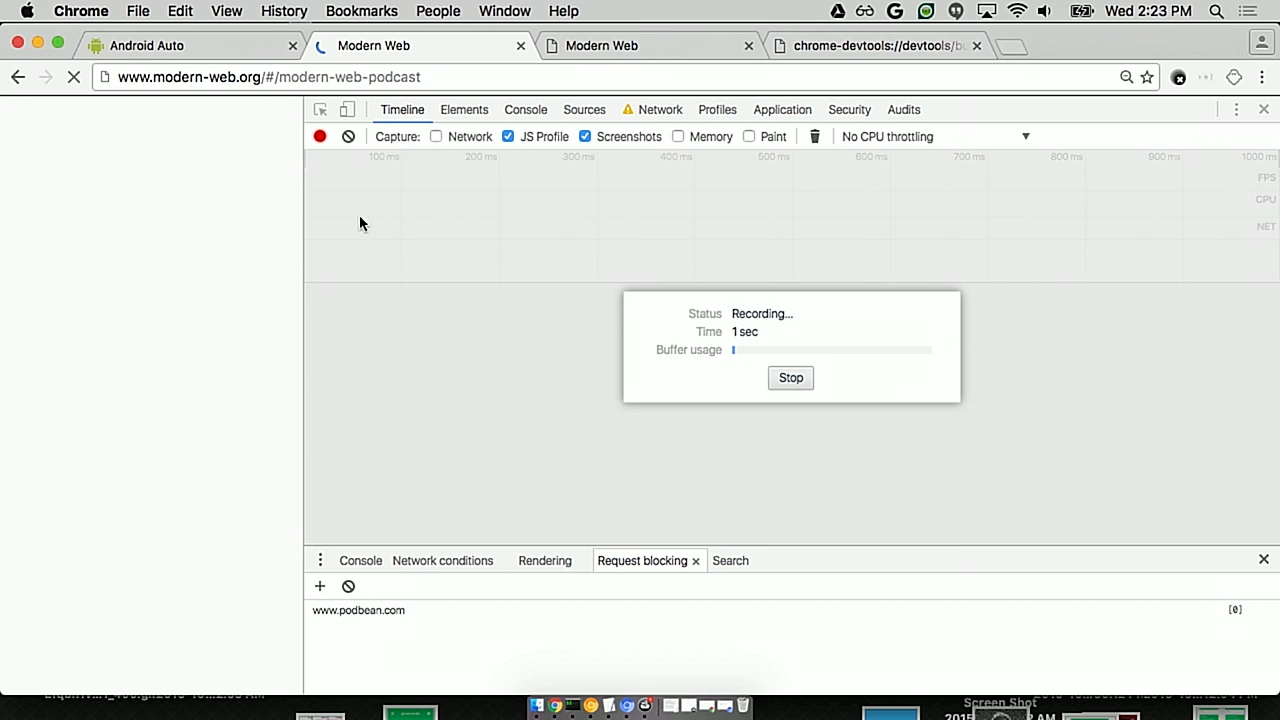 Chrome File Edit View History Bookmarks People Window Help Wed 2:23 PM
Android Auto Modern Web Modern Web chrome-devtools://devtools/bu
www.modern-web.org/#/modern-web-podcast
Timeline Elements Console Sources Network Profiles Application Security Audits
Capture: Network JS Profile Screenshots Memory Paint No CPU throttling
100 ms 200 ms 300 ms 400 ms 500 ms 600 ms 700 ms 800 ms 900 ms 1000 ms
FPS
CPU
NET
Status Recording...
Time 1 sec
Buffer usage
Stop
Console Network conditions Rendering Request blocking Search
www.podbean.com [0]
Screen Shot